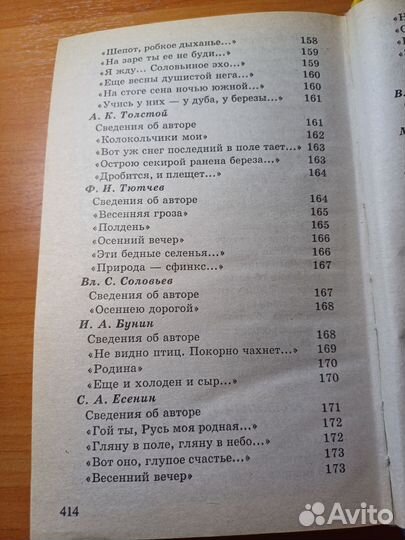 «Шепот, робкое дыханье...» 158
«На заре ты ее не буди...» 159
«Я жду... Соловьиное эхо...» 159
«Еще весны душистой нега...» 160
«На стоге сена ночью южной...» 160
«Учись у них — у дуба, у березы...» 161
А. К. Толстой
Сведения об авторе 161
«Колокольчики мои» 162
«Вот уж снег последний в поле тает...» 163
«Острою секирой ранена береза...» 163
«Дробится, и плещет...» 164
Ф. И. Тютчев
Сведения об авторе 164
«Весенняя гроза» 165
«Полдень» 165
«Осенний вечер» 166
«Эти бедные селенья...» 166
«Природа — сфинкс...» 167
Вл. С. Соловьев
Сведения об авторе 167
«Осеннею дорогой» 168
И. А. Бунин
Сведения об авторе 168
«Не видно птиц. Покорно чахнет...» 169
«Родина» 170
«Еще и холоден и сыр...» 170
С. А. Есенин
Сведения об авторе 171
«Гой ты, Русь моя родная...» 172
«Гляну в поле, гляну в небо...» 172
«Вот оно, глупое счастье...» 173
«Весенний вечер» 173
414
Avito